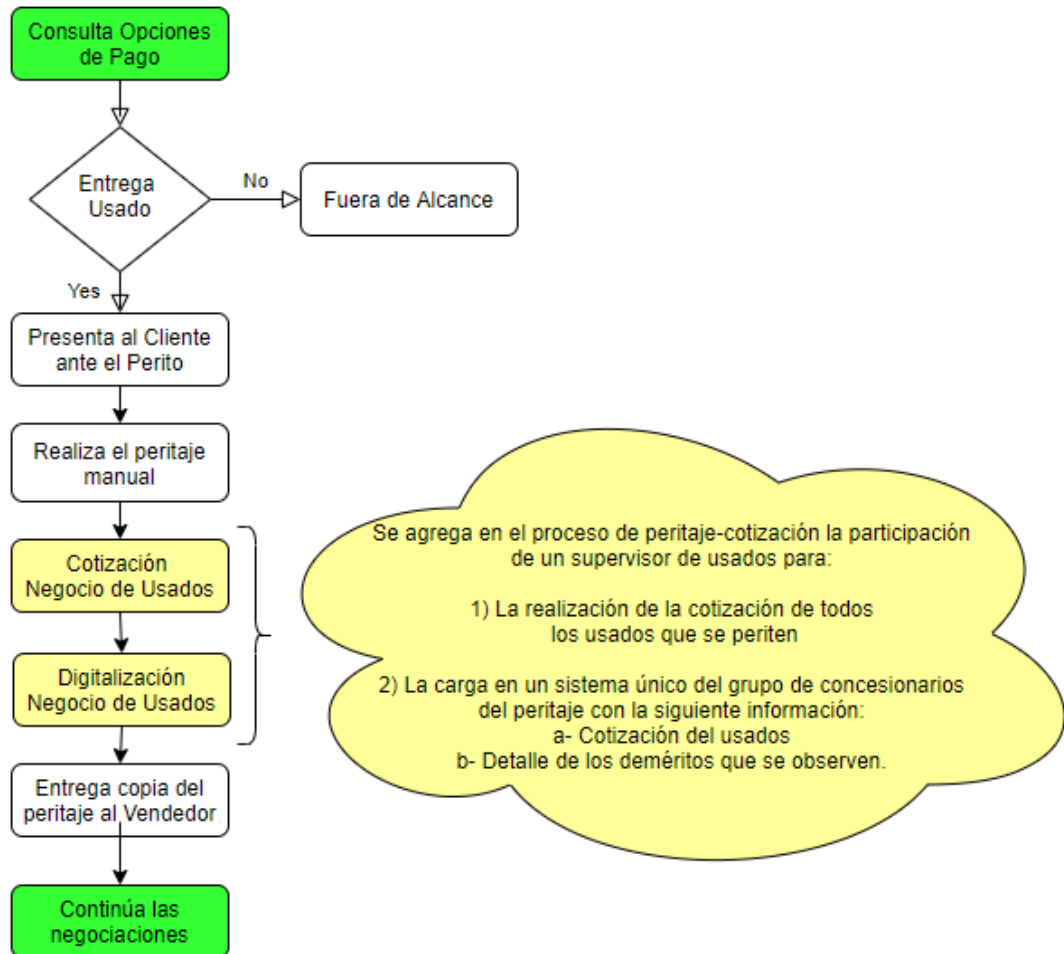 Consulta Opciones
de Pago
Entrega
Usado
No
Fuera de Alcance
Yes
Presenta al Cliente
ante el Perito
Realiza el peritaje
manual
Cotización
Negocio de Usados
Digitalización
Negocio de Usados
Entrega copia del
peritaje al Vendedor
Continúa las
negociaciones
Se agrega en el proceso de peritaje-cotización la participación
de un supervisor de usados para:
1) La realización de la cotización de todos
los usados que se periten
2) La carga en un sistema único del grupo de concesionarios
del peritaje con la siguiente información:
a- Cotización del usados
b- Detalle de los deméritos que se observen.